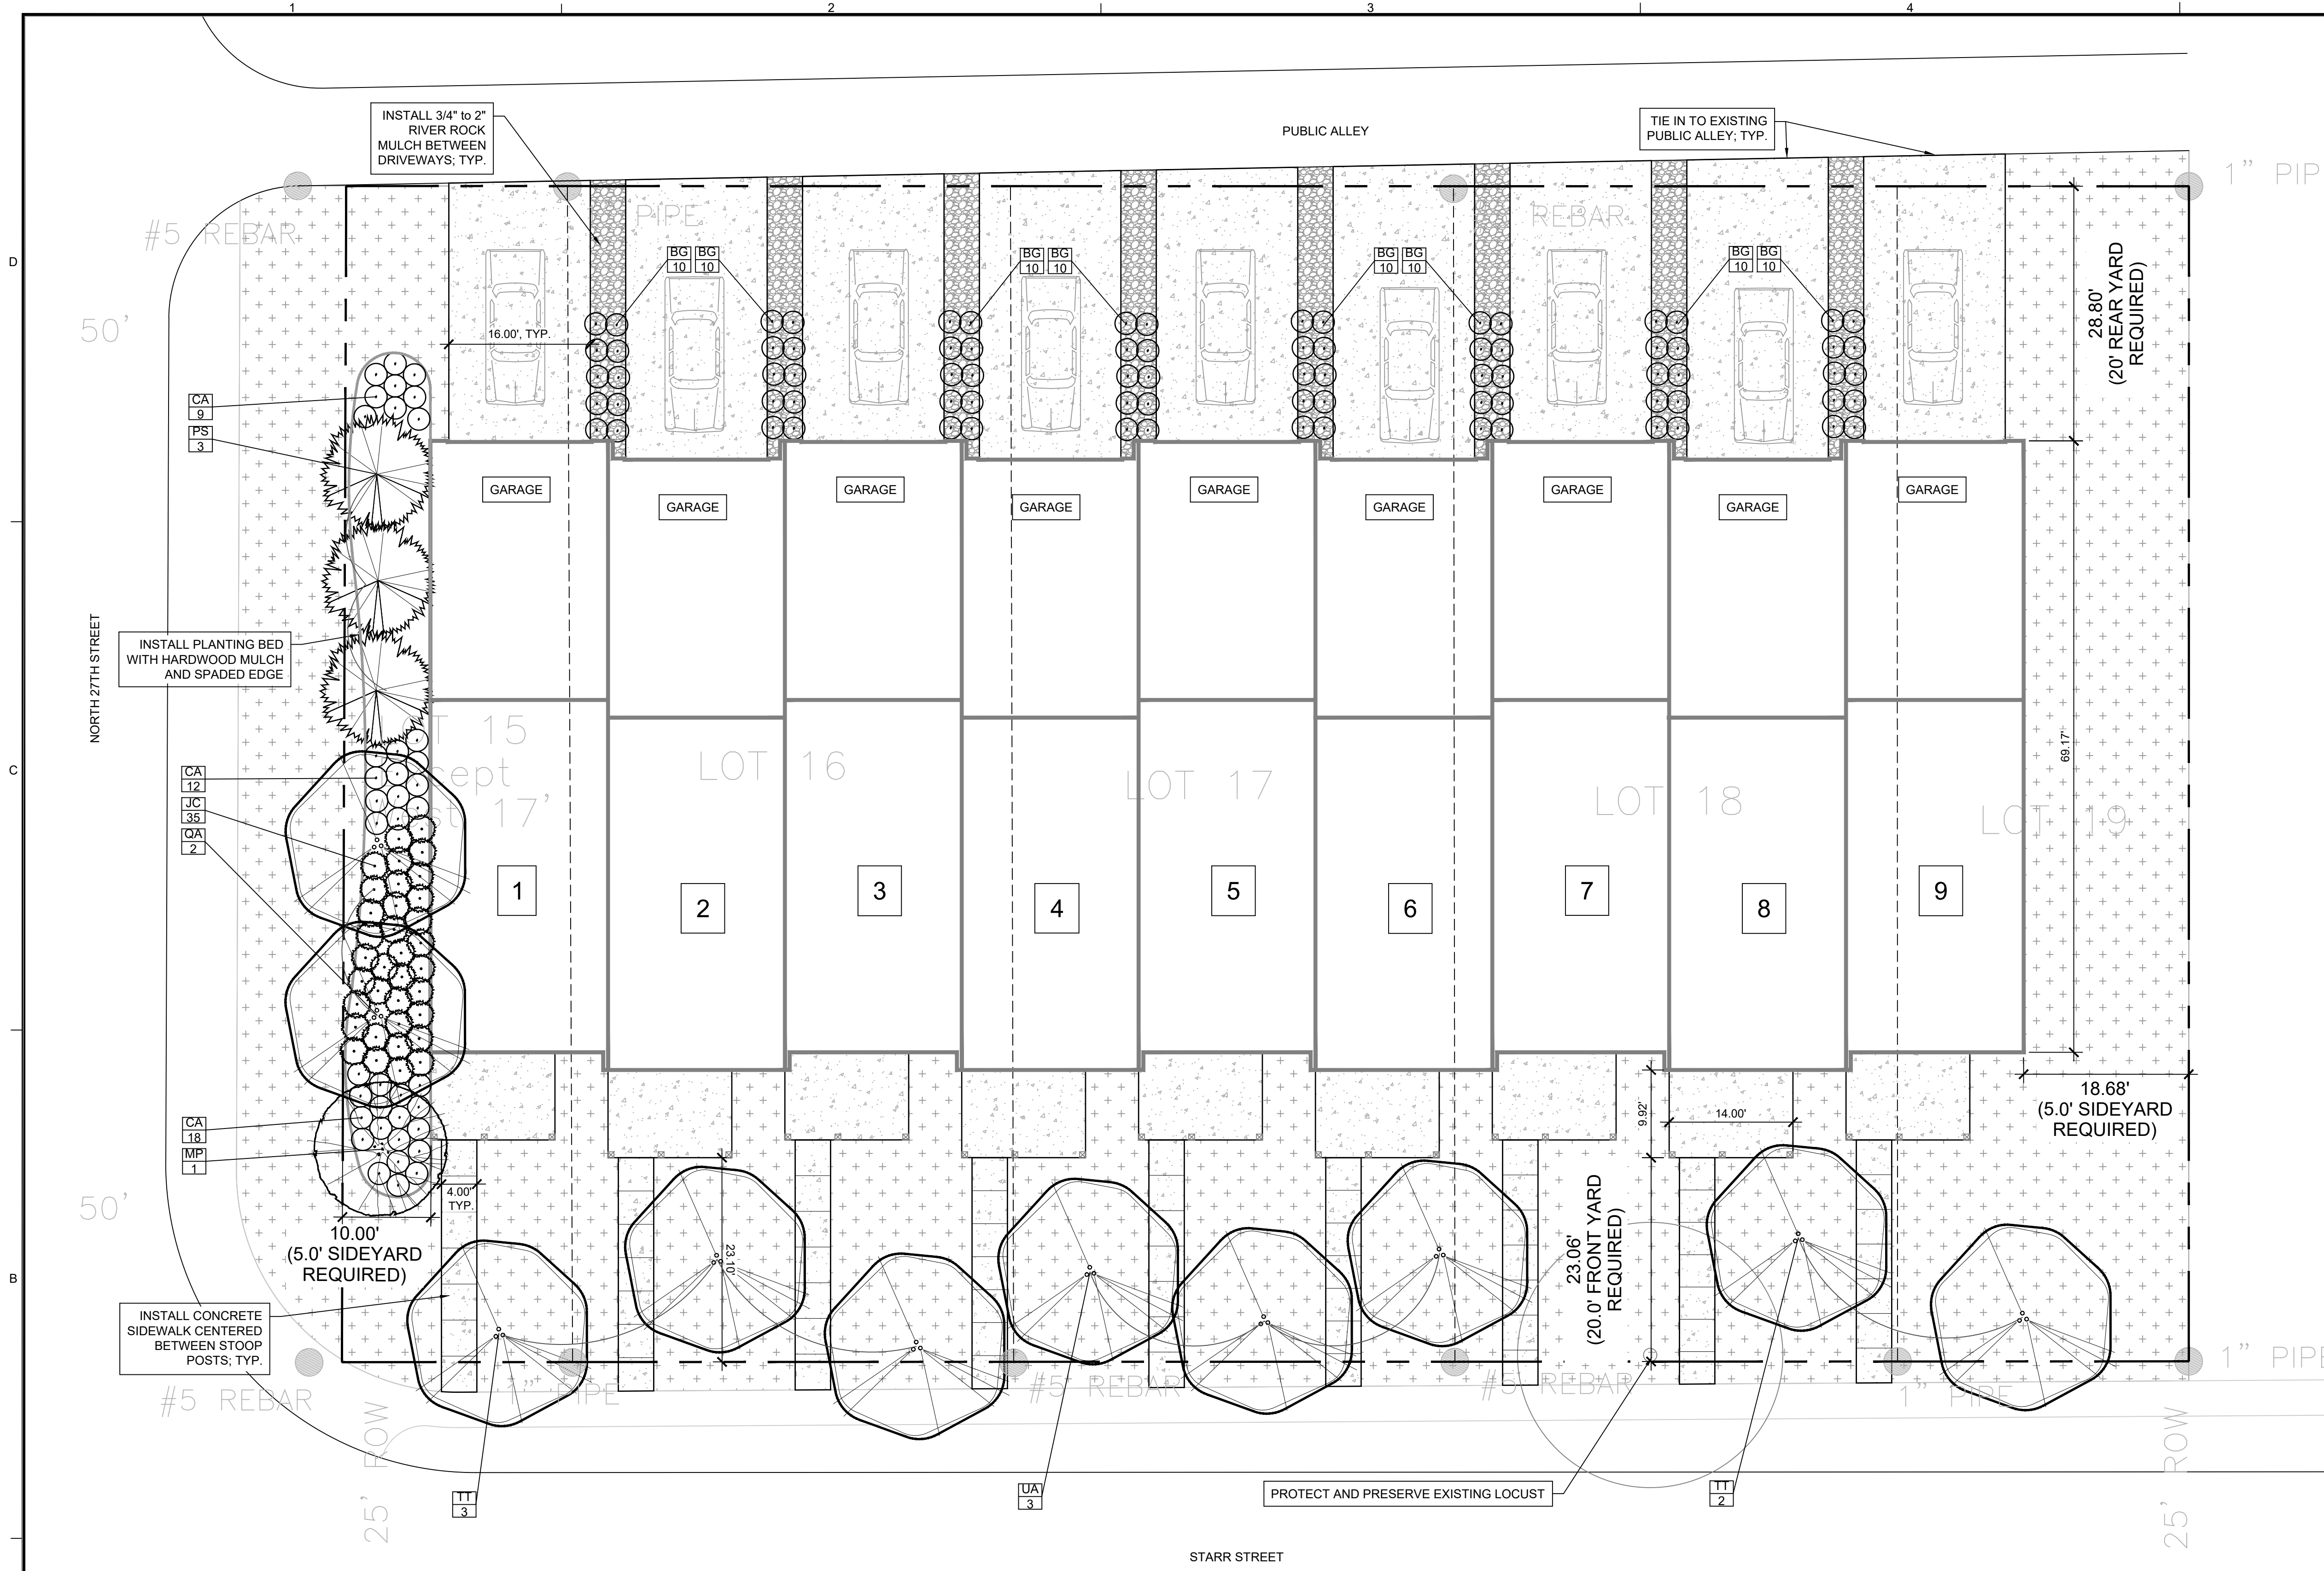 1
2
3
4
INSTALL 3/4" to 2"
RIVER ROCK
MULCH BETWEEN
DRIVEWAYS; TYP.
PUBLIC ALLEY
TIE IN TO EXISTING
PUBLIC ALLEY; TYP.
1" PIP
#5 REBAR
PIPE
REBAR
D
BG
10
BG
10
BG
10
BG
10
BG
10
BG
10
BG
10
BG
10
28.80'
(20' REAR YARD
REQUIRED)
50'
16.00', TYP.
CA
9
PS
3
GARAGE
GARAGE
GARAGE
GARAGE
GARAGE
GARAGE
GARAGE
GARAGE
GARAGE
NORTH 27TH STREET
INSTALL PLANTING BED
WITH HARDWOOD MULCH
AND SPADED EDGE
LOT 16
LOT 17
LOT 18
LOT 19
69.17'
C
CA
12
JC
35
QA
2
1
2
3
4
5
6
7
8
9
CA
18
MP
1
9.92'
14.00'
18.68'
(5.0' SIDEYARD
REQUIRED)
50'
4.00'
TYP.
10.00'
(5.0' SIDEYARD
REQUIRED)
23.10'
23.06'
(20.0' FRONT YARD
REQUIRED)
B
INSTALL CONCRETE
SIDEWALK CENTERED
BETWEEN STOOP
POSTS; TYP.
#5 REBAR
1" PIPE
#5 REBAR
#5 REBAR
1" PIPE
1" PIPE
25' ROW
25' ROW
TT
3
UA
3
PROTECT AND PRESERVE EXISTING LOCUST
TT
2
STARR STREET